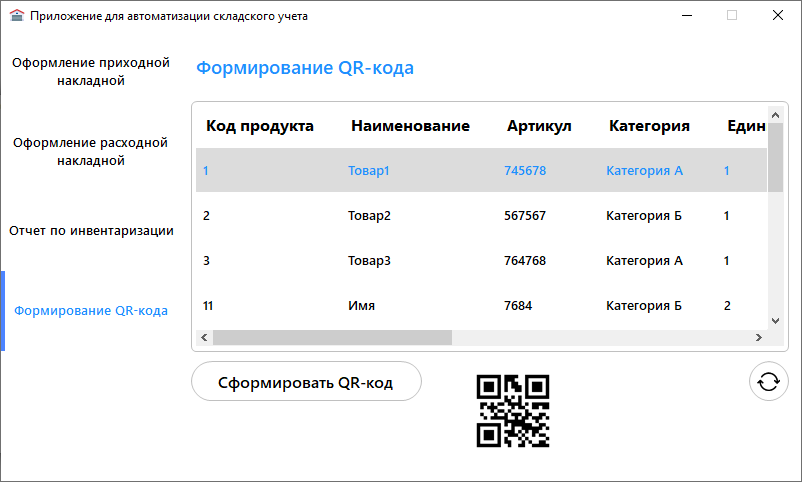 Приложение для автоматизации складского учета
Оформление приходной
накладной
Оформление расходной
накладной
Отчет по инвентаризации
Формирование QR-кода
Формирование QR-кода
Код продукта Наименование Артикул Категория Един
1 Товар1 745678 Категория А 1
2 Товар2 567567 Категория Б 1
3 Товар3 764768 Категория А 1
11 Имя 7684 Категория Б 2
Сформировать QR-код